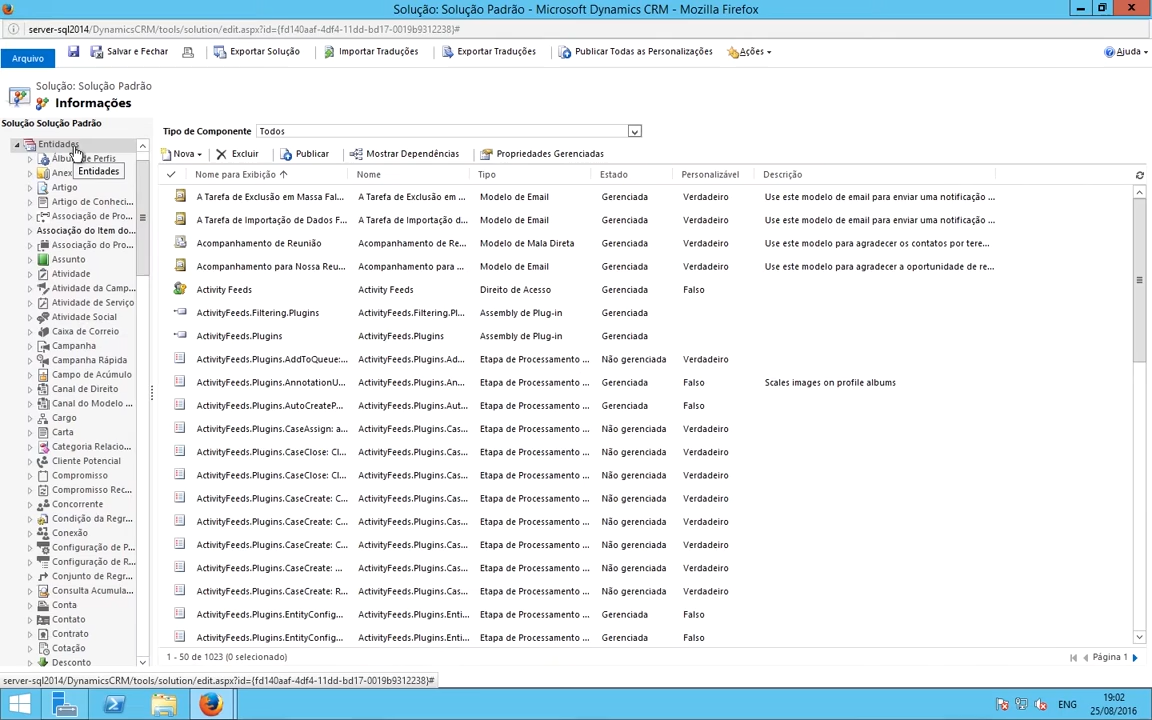 Solução: Solução Padrão - Microsoft Dynamics CRM - Mozilla Firefox
server-sql2014/DynamicsCRM/tools/solution/edit.aspx?id={fd140aaf-4df4-11dd-bd17-0019b9312238}#
Arquivo
Salvar e Fechar
Exportar Solução
Importar Traduções
Exportar Traduções
Publicar Todas as Personalizações
Ações
Ajuda
Solução: Solução Padrão
Informações
Solução Solução Padrão
Entidades
Entidades
Artigo
Artigo de Conheci...
Associação de Pro...
Associação do Item do...
Associação do Pro...
Assunto
Atividade
Atividade da Camp...
Atividade de Serviço
Atividade Social
Caixa de Correio
Campanha
Campanha Rápida
Campo de Acúmulo
Canal de Direito
Canal do Modelo ...
Cargo
Carta
Categoria Relacio...
Cliente Potencial
Compromisso
Compromisso Rec...
Concorrente
Condição da Regr...
Conexão
Configuração de P...
Configuração de R...
Conjunto de Regr...
Consulta Acumula...
Conta
Contato
Contrato
Cotação
Desconto
Tipo de Componente Todos
Nova Excluir Publicar Mostrar Dependências Propriedades Gerenciadas
Nome para Exibição Nome Tipo Estado Personalizável Descrição
A Tarefa de Exclusão em Massa Fal... A Tarefa de Exclusão em ... Modelo de Email Gerenciada Verdadeiro Use este modelo de email para enviar uma notificação ...
A Tarefa de Importação de Dados F... A Tarefa de Importação d... Modelo de Email Gerenciada Verdadeiro Use este modelo de email para enviar uma notificação ...
Acompanhamento de Reunião Acompanhamento de Re... Modelo de Mala Direta Gerenciada Verdadeiro Use este modelo para agradecer os contatos por tere...
Acompanhamento para Nossa Reu... Acompanhamento para ... Modelo de Email Gerenciada Verdadeiro Use este modelo para agradecer a oportunidade de re...
Activity Feeds Activity Feeds Direito de Acesso Gerenciada Falso
ActivityFeeds.Filtering.Plugins ActivityFeeds.Filtering.Pl... Assembly de Plug-in Gerenciada
ActivityFeeds.Plugins ActivityFeeds.Plugins Assembly de Plug-in Gerenciada
ActivityFeeds.Plugins.AddToQueue:... ActivityFeeds.Plugins.Ad... Etapa de Processamento ... Não gerenciada Verdadeiro
ActivityFeeds.Plugins.AnnotationU... ActivityFeeds.Plugins.An... Etapa de Processamento ... Gerenciada Falso Scales images on profile albums
ActivityFeeds.Plugins.AutoCreateP... ActivityFeeds.Plugins.Aut... Etapa de Processamento ... Gerenciada Falso
ActivityFeeds.Plugins.CaseAssign: a... ActivityFeeds.Plugins.Cas... Etapa de Processamento ... Não gerenciada Verdadeiro
ActivityFeeds.Plugins.CaseClose: Cl... ActivityFeeds.Plugins.Cas... Etapa de Processamento ... Não gerenciada Verdadeiro
ActivityFeeds.Plugins.CaseClose: Cl... ActivityFeeds.Plugins.Cas... Etapa de Processamento ... Não gerenciada Verdadeiro
ActivityFeeds.Plugins.CaseCreate: C... ActivityFeeds.Plugins.Cas... Etapa de Processamento ... Não gerenciada Verdadeiro
ActivityFeeds.Plugins.CaseCreate: C... ActivityFeeds.Plugins.Cas... Etapa de Processamento ... Não gerenciada Verdadeiro
ActivityFeeds.Plugins.CaseCreate: C... ActivityFeeds.Plugins.Cas... Etapa de Processamento ... Não gerenciada Verdadeiro
ActivityFeeds.Plugins.CaseCreate: ... ActivityFeeds.Plugins.Cas... Etapa de Processamento ... Não gerenciada Verdadeiro
ActivityFeeds.Plugins.CaseCreate: R... ActivityFeeds.Plugins.Cas... Etapa de Processamento ... Não gerenciada Verdadeiro
ActivityFeeds.Plugins.EntityConfig... ActivityFeeds.Plugins.Enti... Etapa de Processamento ... Gerenciada Falso
ActivityFeeds.Plugins.EntityConfig... ActivityFeeds.Plugins.Enti... Etapa de Processamento ... Gerenciada Falso
1 - 50 de 1023 (0 selecionado)
Página 1
server-sql2014/DynamicsCRM/tools/solution/edit.aspx?id={fd140aaf-4df4-11dd-bd17-0019b9312238}#
ENG
19:02
25/08/2016